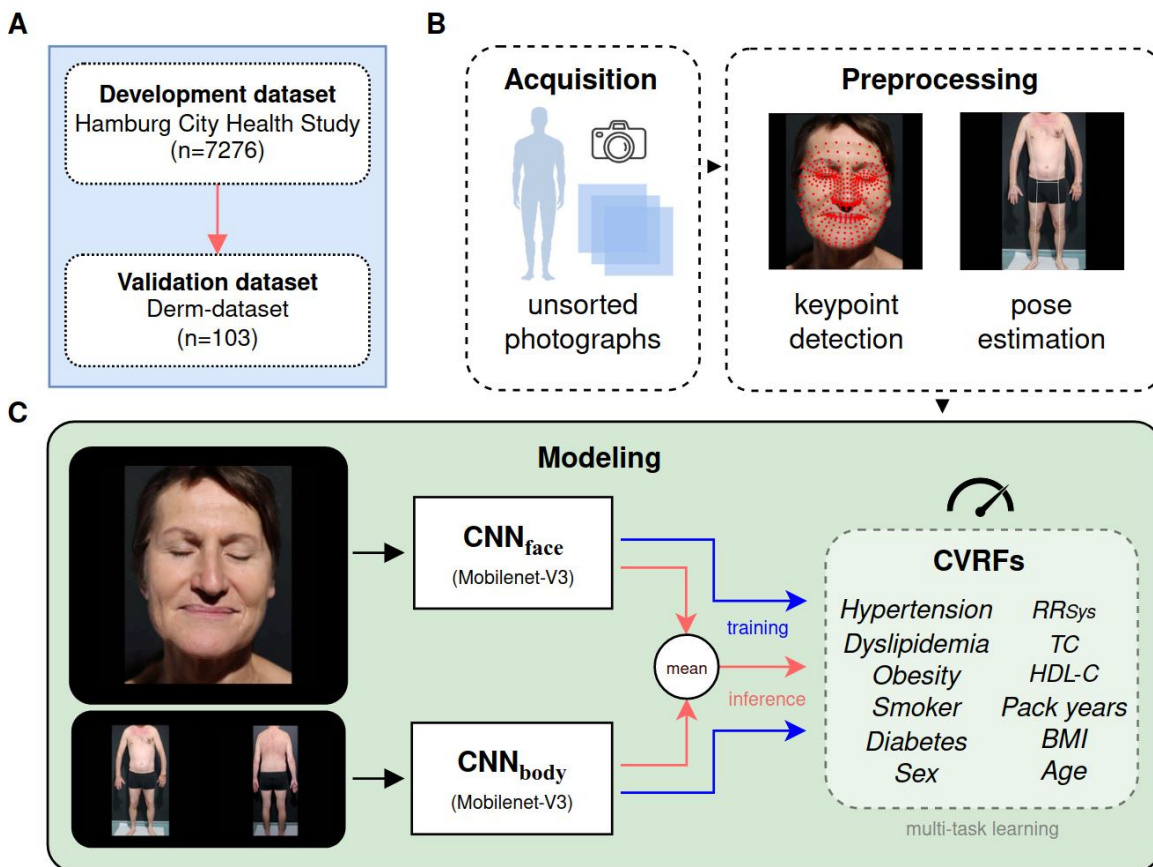 A
Development dataset
Hamburg City Health Study
(n=7276)
Validation dataset
Derm-dataset
(n=103)
B
Acquisition
unsorted
photographs
Preprocessing
keypoint
detection
pose
estimation
C
Modeling
CNNface
(Mobilenet-V3)
CNNbody
(Mobilenet-V3)
mean
training
inference
CVRFs
Hypertension RRSys
Dyslipidemia TC
Obesity HDL-C
Smoker Pack years
Diabetes BMI
Sex Age
multi-task learning